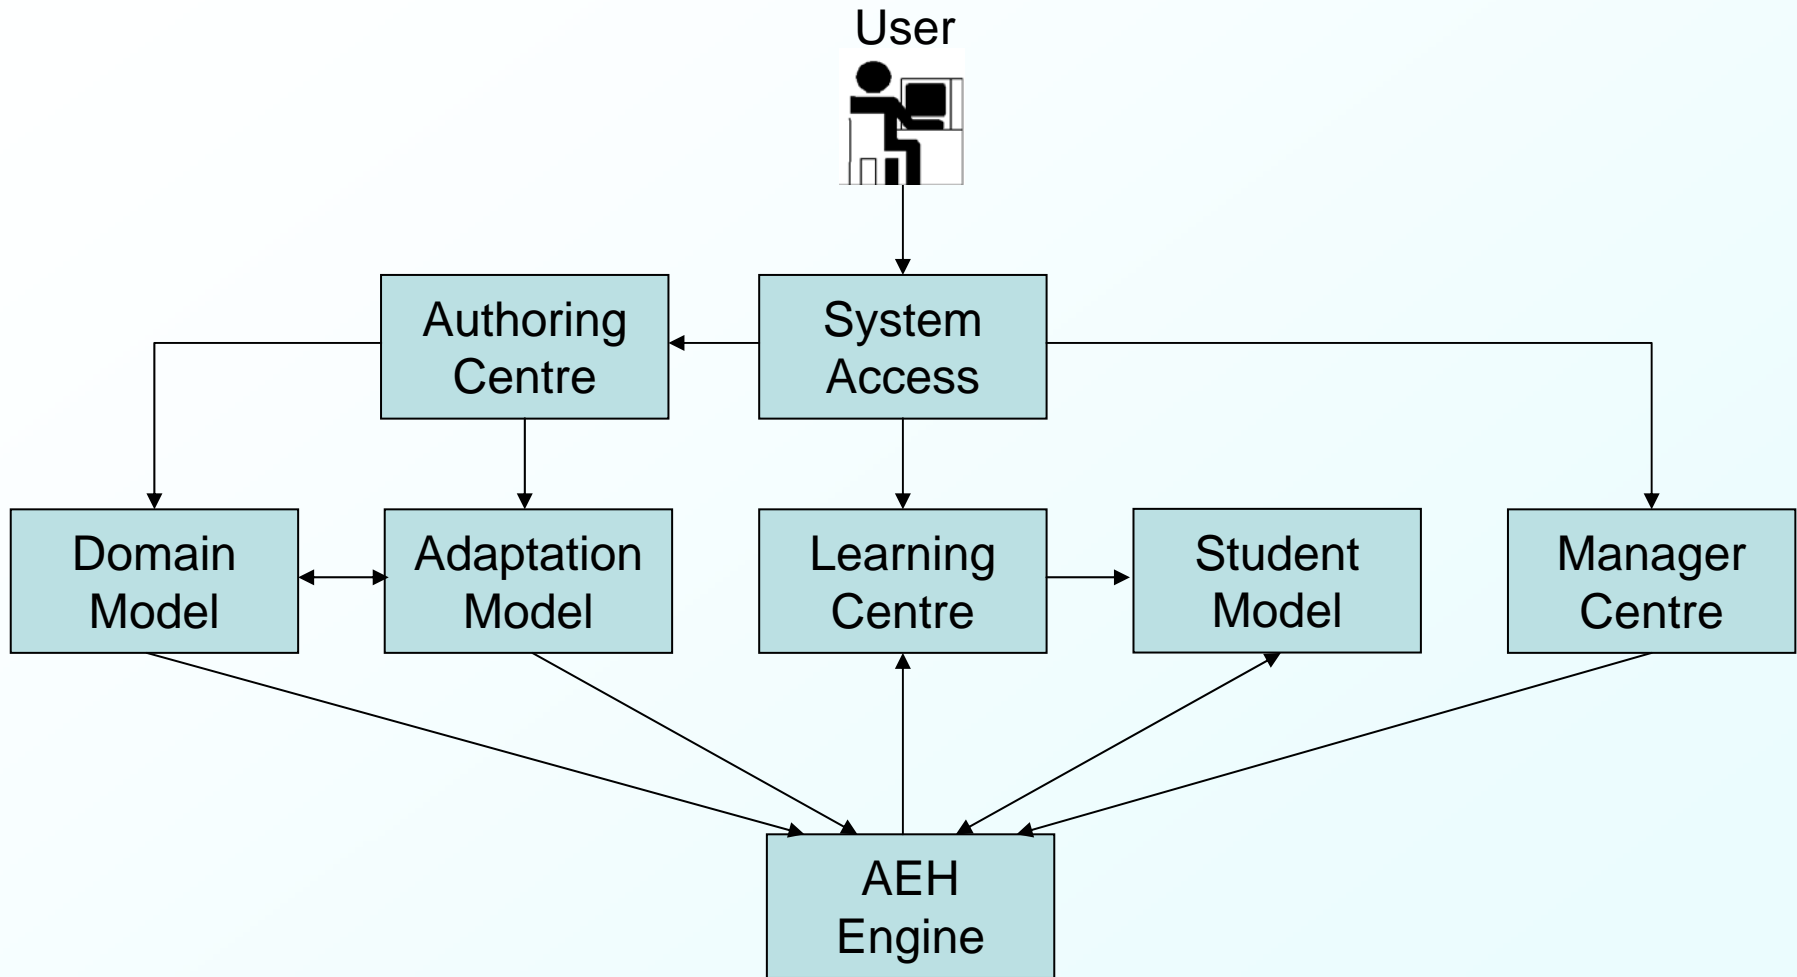 User
Authoring
Centre
System
Access
Domain
Model
Adaptation
Model
Learning
Centre
Student
Model
Manager
Centre
AEH
Engine